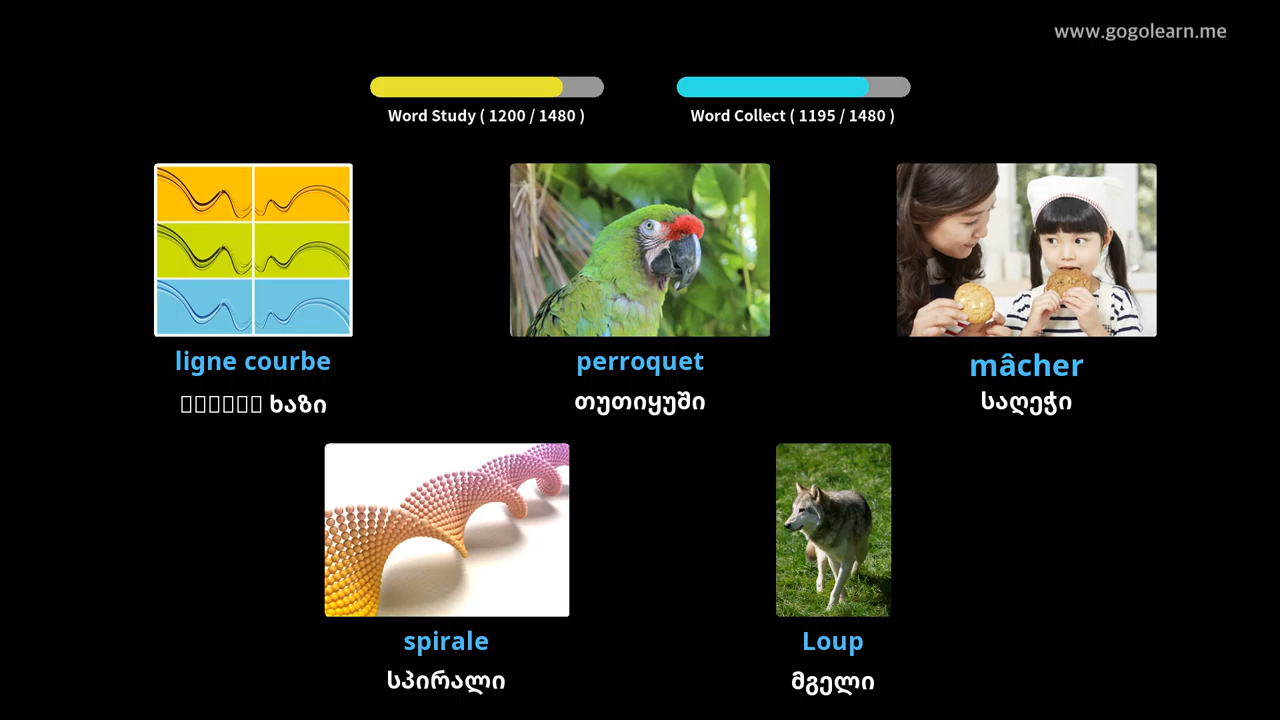 www.gogolearn.me
Word Study ( 1200 / 1480 )
Word Collect ( 1195 / 1480 )
ligne courbe
perroquet
mâcher
ხაზი
თუთიყუში
საღეჭი
spirale
Loup
სპირალი
მგელი